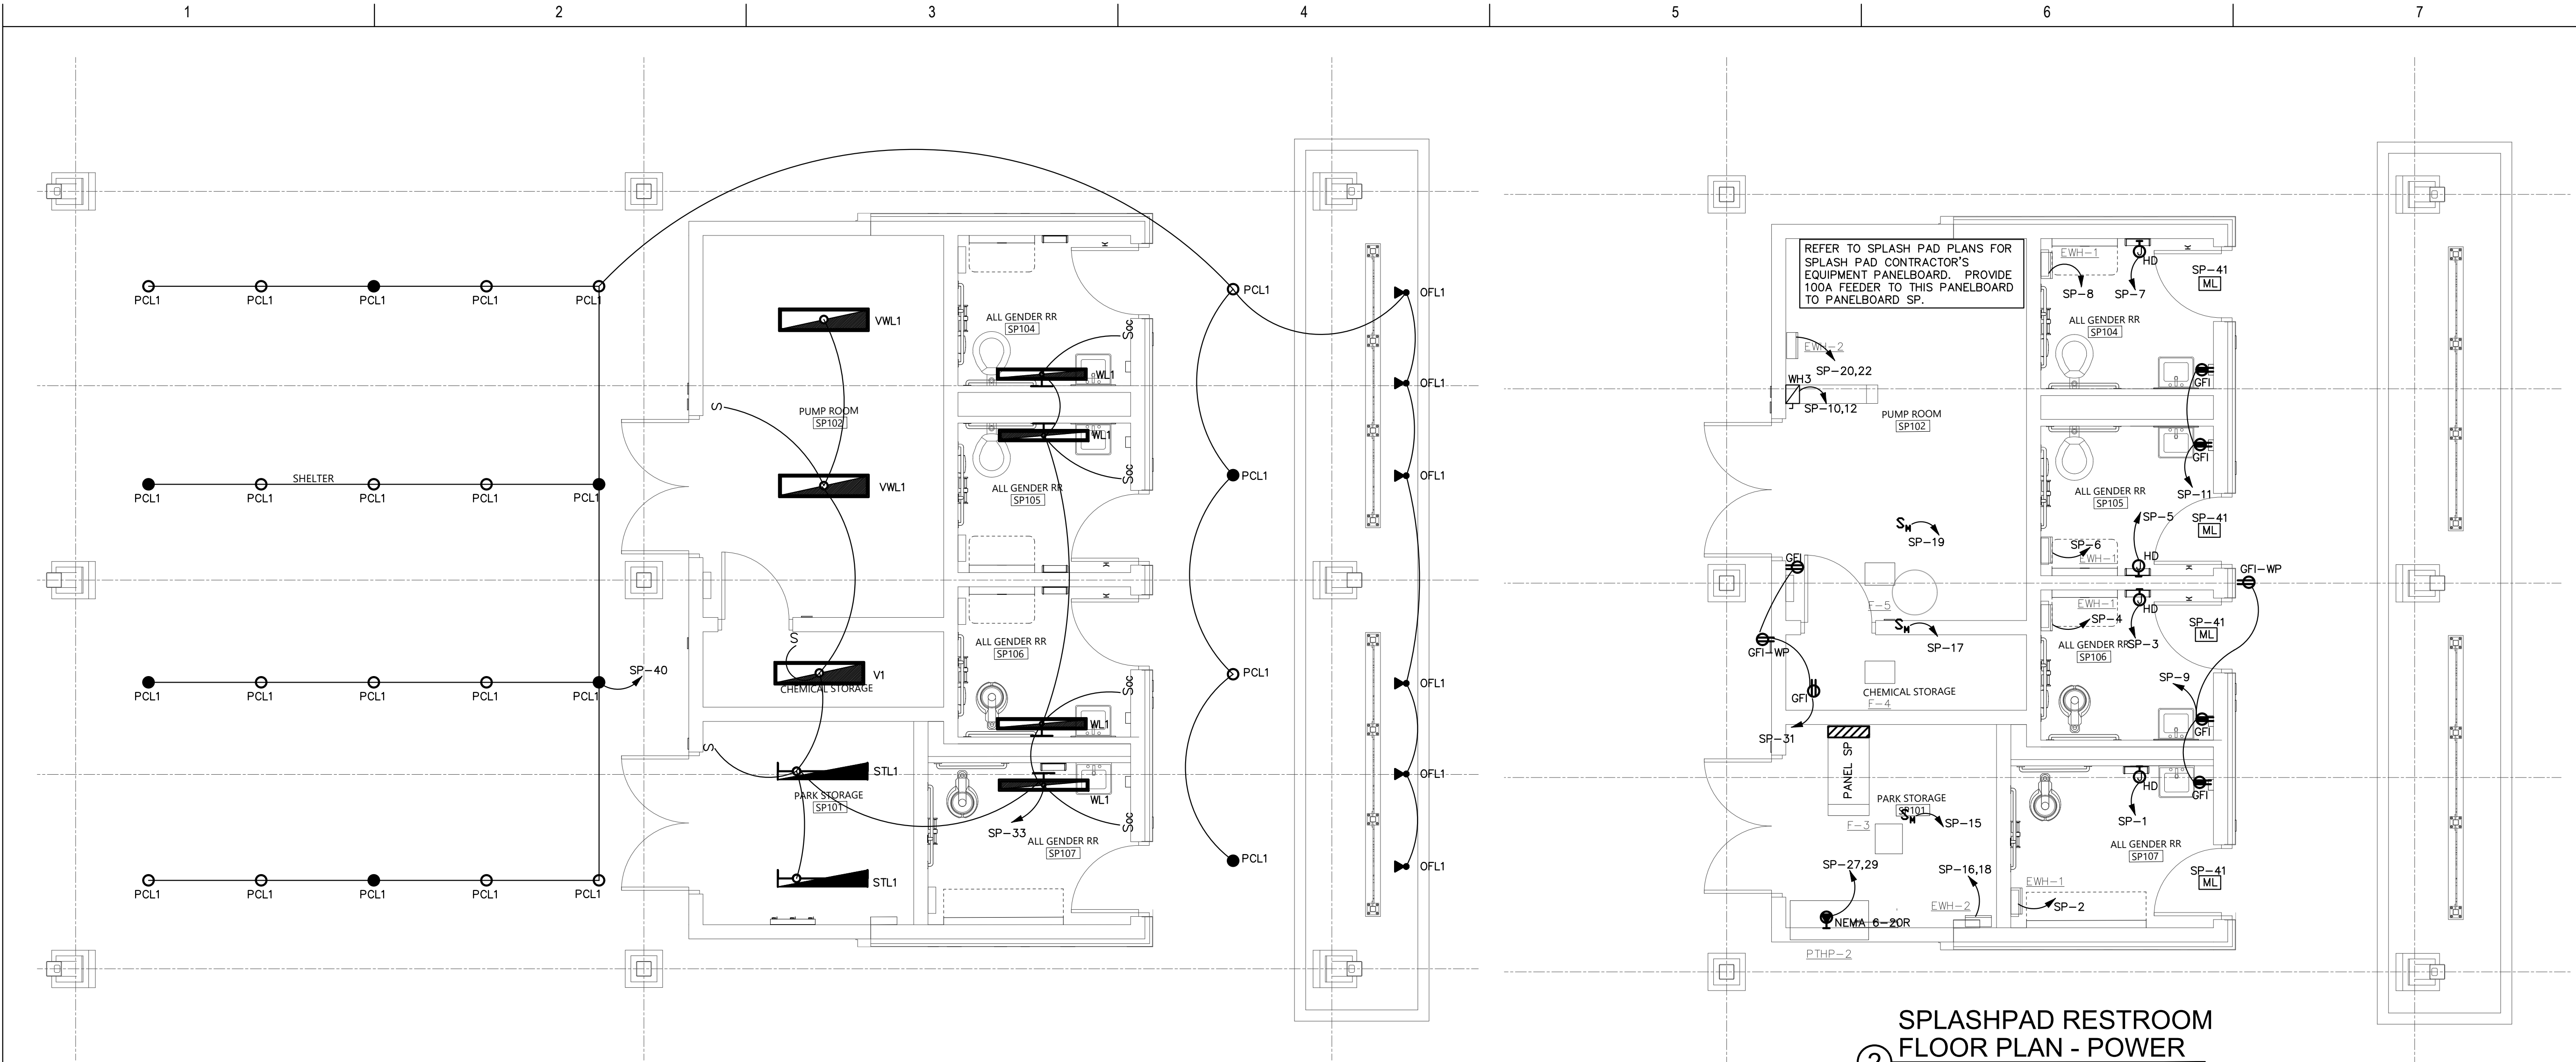 1 2 3 4 5 6 7
PCL1 PCL1 PCL1 PCL1 PCL1
SHELTER
PCL1 PCL1 PCL1 PCL1 PCL1
PCL1 PCL1 PCL1 PCL1 PCL1
SP-40
PCL1 PCL1 PCL1 PCL1 PCL1
VWL1
PUMP ROOM
SP102
S
VWL1
S
V1
CHEMICAL STORAGE
S
STL1
PARK STORAGE
SP101
STL1
ALL GENDER RR
SP104
Soc
WL1
WL1
Soc
ALL GENDER RR
SP105
ALL GENDER RR
SP106
Soc
WL1
WL1
Soc
SP-33
ALL GENDER RR
SP107
PCL1
PCL1
PCL1
PCL1
OFL1
OFL1
OFL1
OFL1
OFL1
OFL1
REFER TO SPLASH PAD PLANS FOR
SPLASH PAD CONTRACTOR'S
EQUIPMENT PANELBOARD. PROVIDE
100A FEEDER TO THIS PANELBOARD
TO PANELBOARD SP.
EWH-2
SP-20,22
WH3
SP-10,12
PUMP ROOM
SP102
SM
SP-19
GFI
F-5
SM
SP-17
GFI-WP
GFI
CHEMICAL STORAGE
F-4
SP-31
PANEL SP
PARK STORAGE
SP101
SM
SP-15
F-3
SP-27,29
SP-16,18
EWH-2
NEMA 6-20R
PTHP-2
EWH-1
J
HD
SP-8
SP-7
SP-41
ML
ALL GENDER RR
SP104
GFI
GFI
ALL GENDER RR
SP105
SP-11
SP-5
SP-41
ML
SP-6
EWH-1
HD
J
GFI-WP
EWH-1
J
HD
SP-4
SP-3
SP-41
ML
ALL GENDER RR
SP106
SP-9
GFI
J
HD
GFI
SP-1
ALL GENDER RR
SP107
SP-41
ML
EWH-1
SP-2
SPLASHPAD RESTROOM
FLOOR PLAN - POWER
2